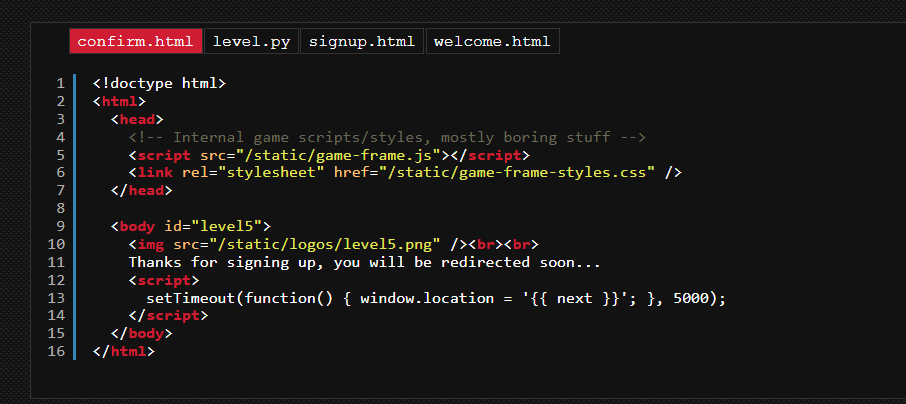 confirm.html level.py signup.html welcome.html
1 <!doctype html>
2 <html>
3   <head>
4     <!-- Internal game scripts/styles, mostly boring stuff -->
5     <script src="/static/game-frame.js"></script>
6     <link rel="stylesheet" href="/static/game-frame-styles.css" />
7   </head>
8
9   <body id="level5">
10     <img src="/static/logos/level5.png" /><br><br>
11     Thanks for signing up, you will be redirected soon...
12     <script>
13       setTimeout(function() { window.location = '{{ next }}'; }, 5000);
14     </script>
15   </body>
16 </html>